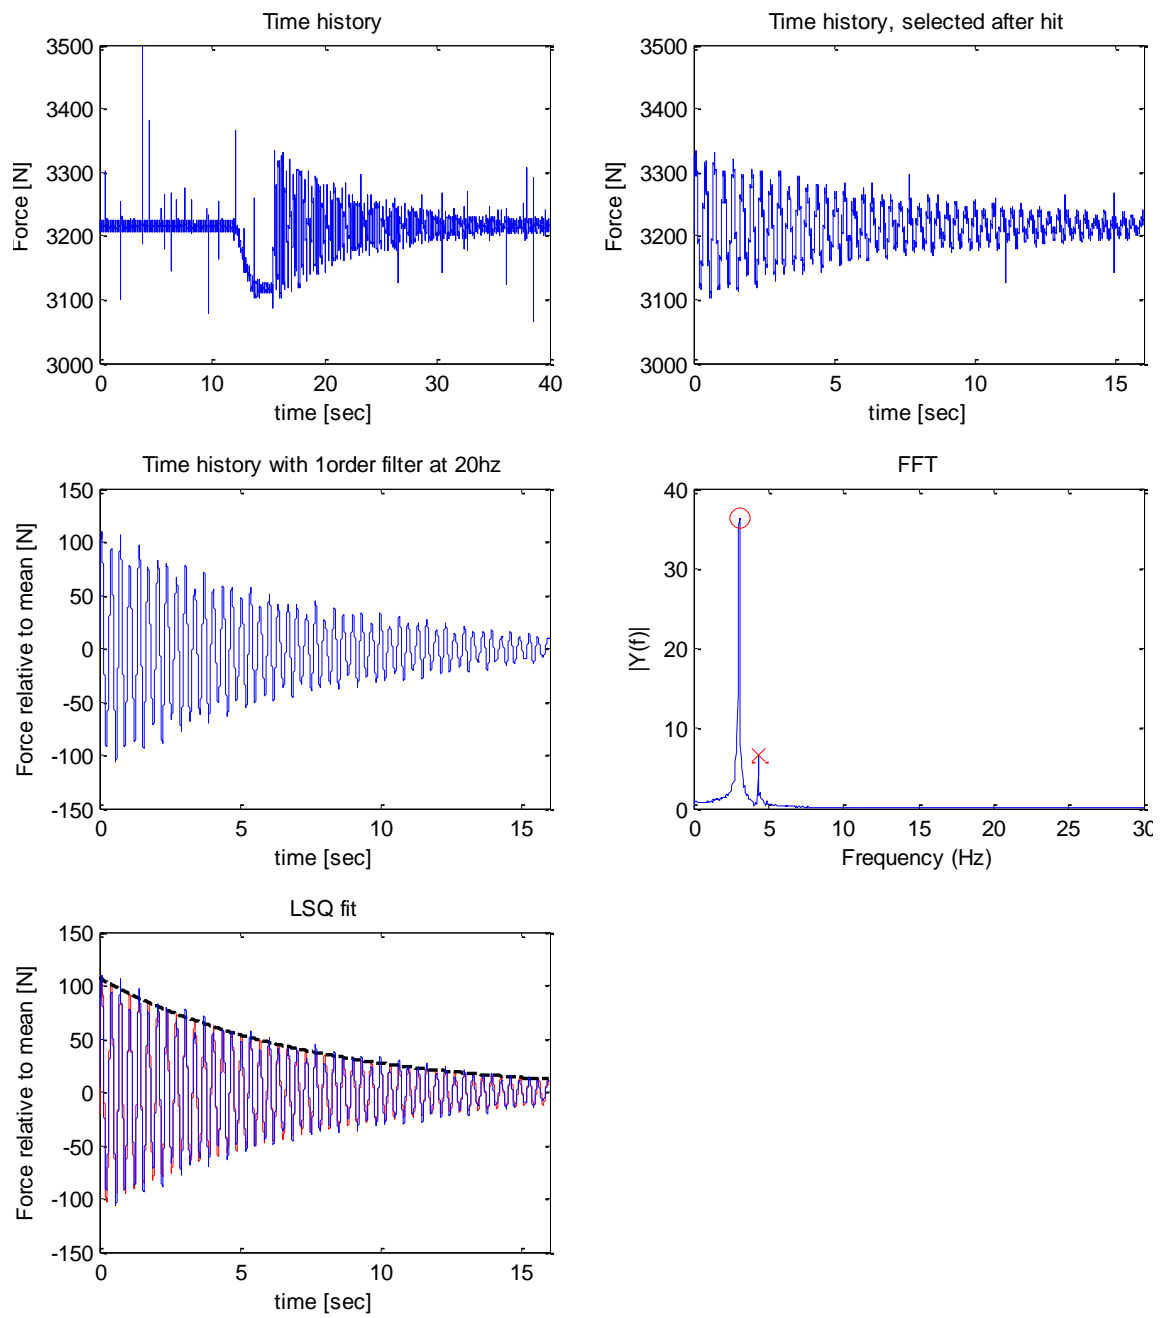 Time history
3500
3400
3300
3200
3100
3000
Force [N]
0 10 20 30 40
time [sec]
Time history, selected after hit
3500
3400
3300
3200
3100
3000
Force [N]
0 5 10 15
time [sec]
Time history with 1order filter at 20hz
150
100
50
0
-50
-100
-150
Force relative to mean [N]
0 5 10 15
time [sec]
FFT
40
30
20
10
0
|Y(f)|
0 5 10 15 20 25 30
Frequency (Hz)
LSQ fit
150
100
50
0
-50
-100
-150
Force relative to mean [N]
0 5 10 15
time [sec]